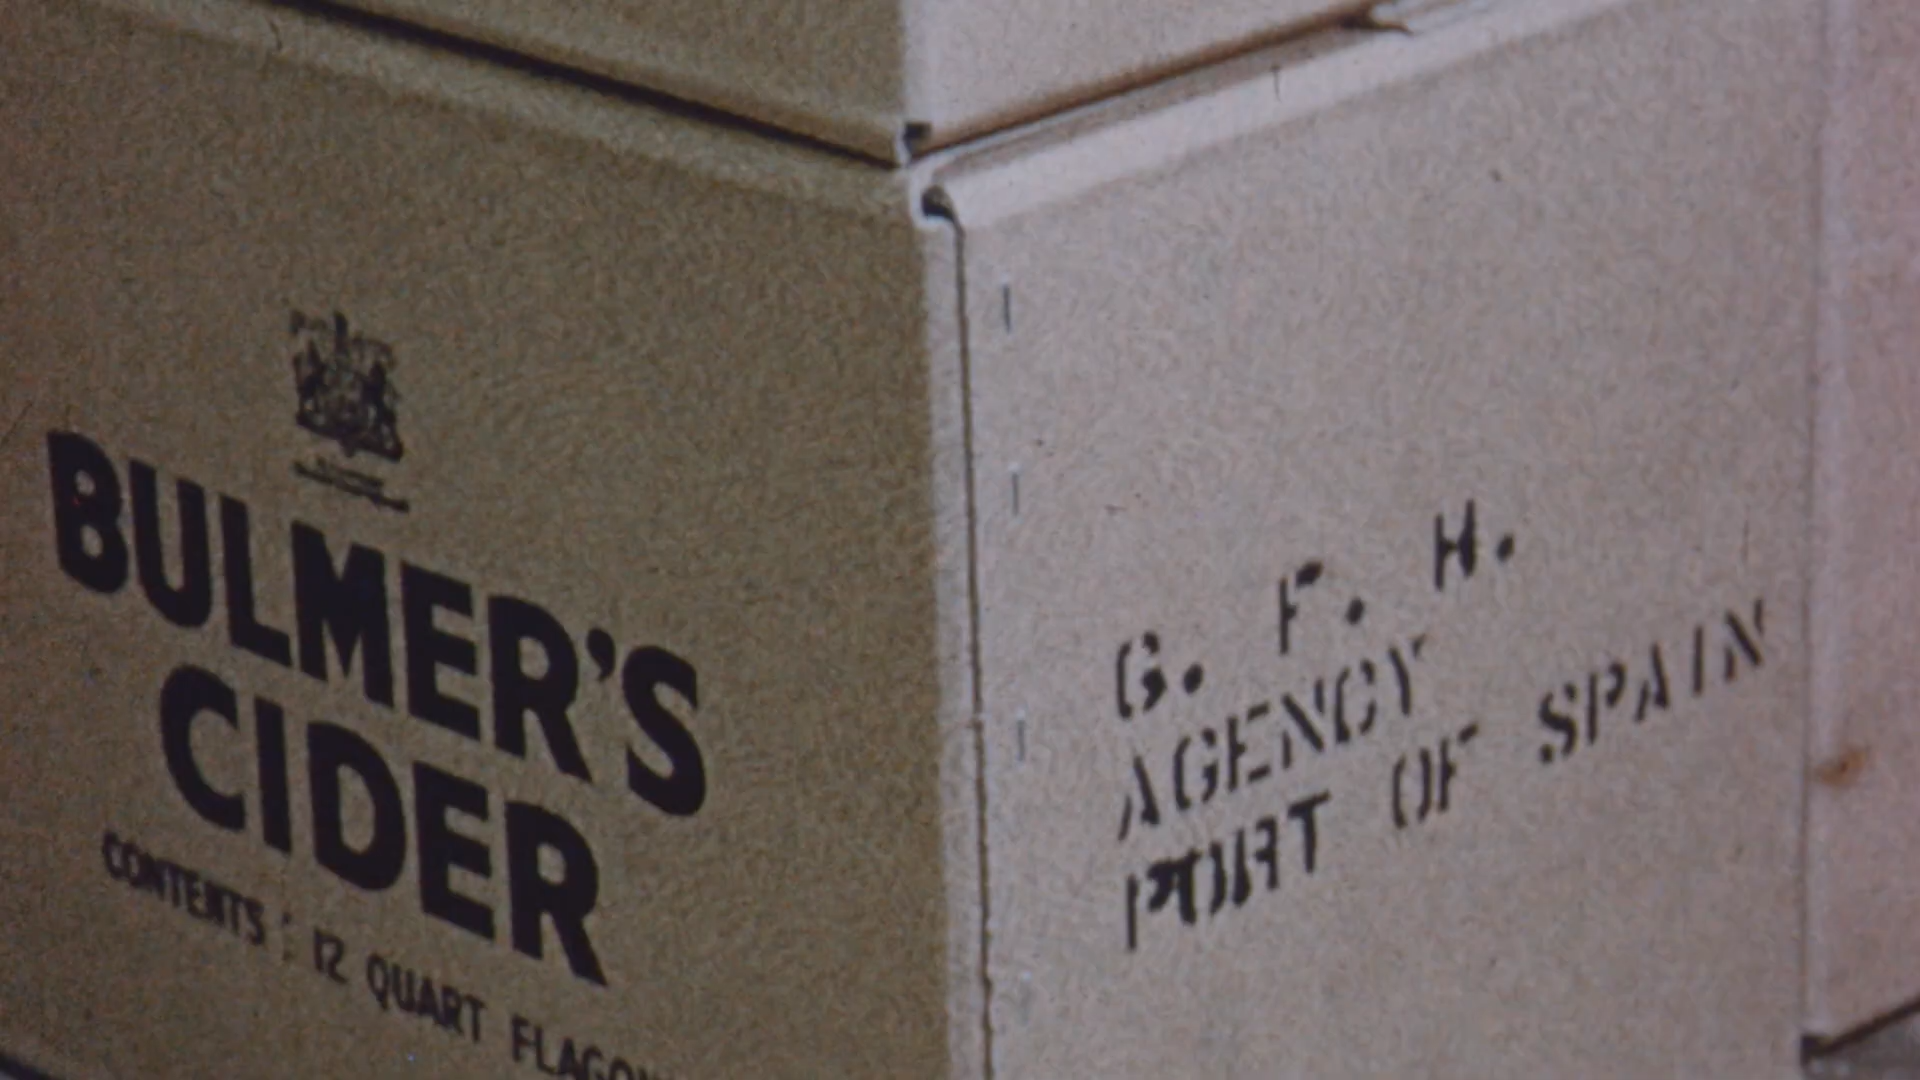 BULMER'S
CIDER
CONTENTS : 12 QUART
G. F. H.
AGENCY
PORT OF SPAIN